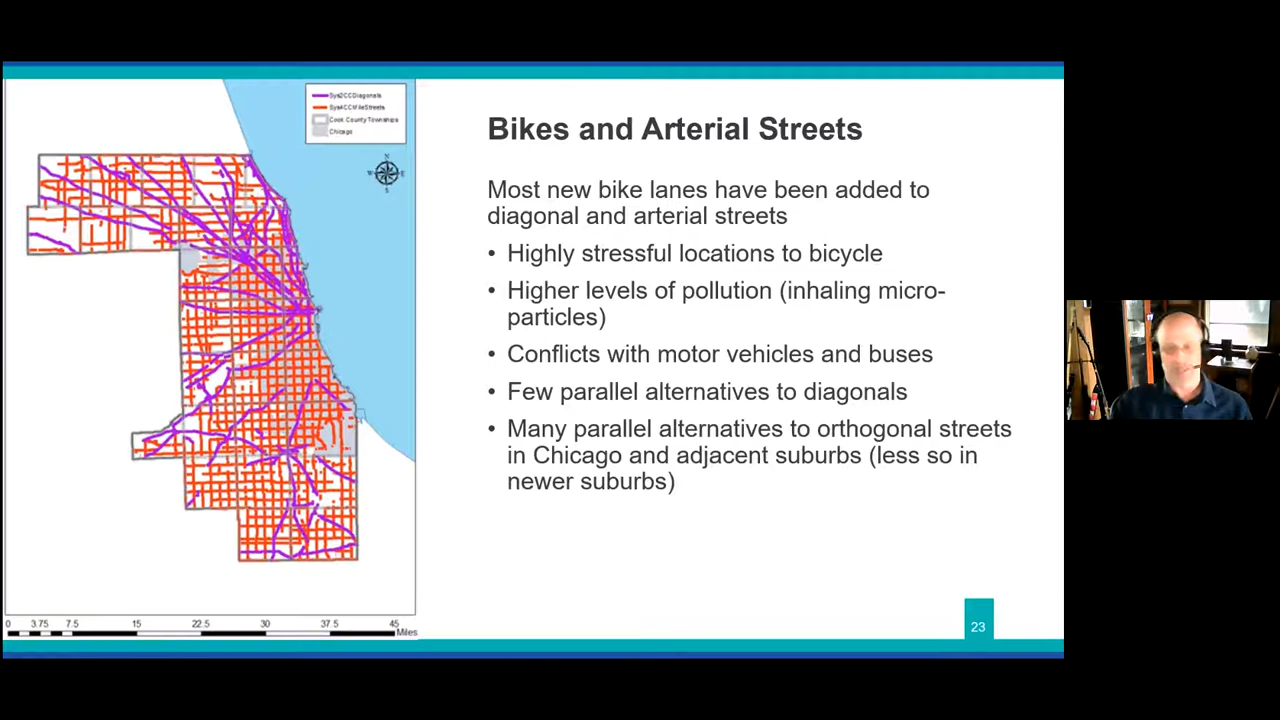 Sys2CCDiagonals
Sys4CCMileStreets
Cook County Townships
Chicago
N
W
E
S
Bikes and Arterial Streets
Most new bike lanes have been added to
diagonal and arterial streets
• Highly stressful locations to bicycle
• Higher levels of pollution (inhaling micro-
particles)
• Conflicts with motor vehicles and buses
• Few parallel alternatives to diagonals
• Many parallel alternatives to orthogonal streets
in Chicago and adjacent suburbs (less so in
newer suburbs)
0 3.75 7.5 15 22.5 30 37.5 45
Miles
23